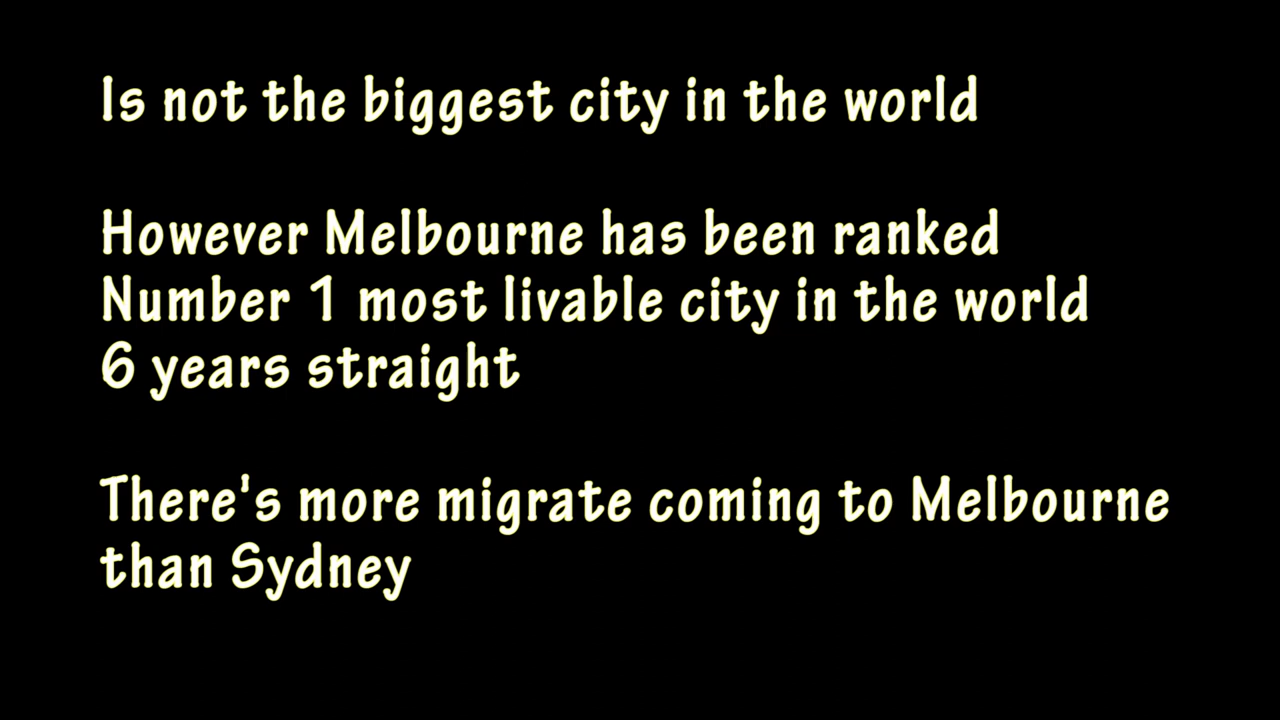 Is not the biggest city in the world
However Melbourne has been ranked
Number 1 most livable city in the world
6 years straight
There's more migrate coming to Melbourne
than Sydney